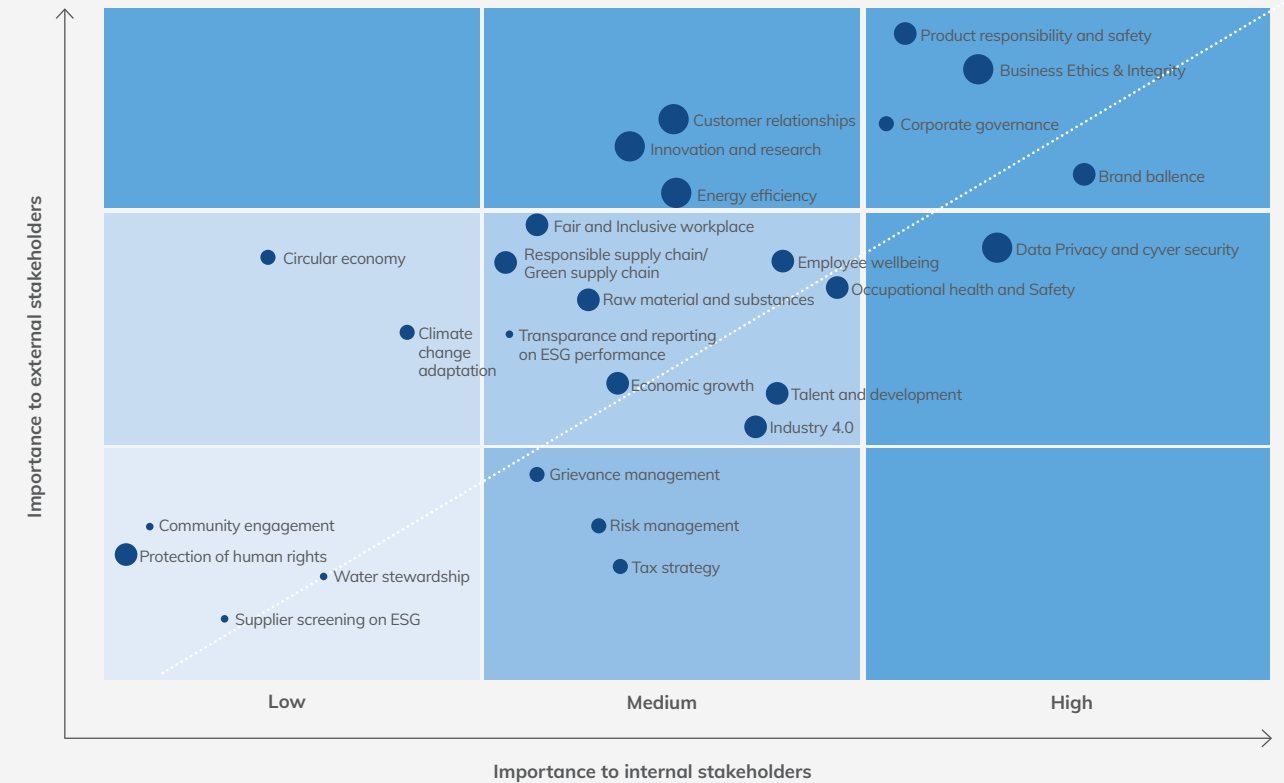 Product responsibility and safety
Business Ethics & Integrity
Customer relationships
Corporate governance
Innovation and research
Brand ballence
Energy efficiency
Fair and Inclusive workplace
Circular economy
Responsible supply chain/
Green supply chain
Employee wellbeing
Data Privacy and cyver security
Raw material and substances
Occupational health and Safety
Climate
change
adaptation
Transparance and reporting
on ESG performance
Economic growth
Talent and development
Industry 4.0
Grievance management
Community engagement
Risk management
Protection of human rights
Tax strategy
Water stewardship
Supplier screening on ESG
Importance to external stakeholders
Low
Medium
High
Importance to internal stakeholders